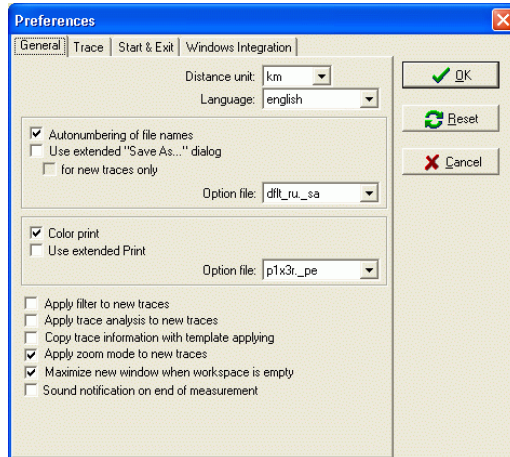 Preferences
General Trace Start & Exit Windows Integration
Distance unit: km
Language: english
OK
Reset
Cancel
Autonumbering of file names
Use extended "Save As..." dialog
for new traces only
Option file: dflt_ru._sa
Color print
Use extended Print
Option file: p1x3r._pe
Apply filter to new traces
Apply trace analysis to new traces
Copy trace information with template applying
Apply zoom mode to new traces
Maximize new window when workspace is empty
Sound notification on end of measurement